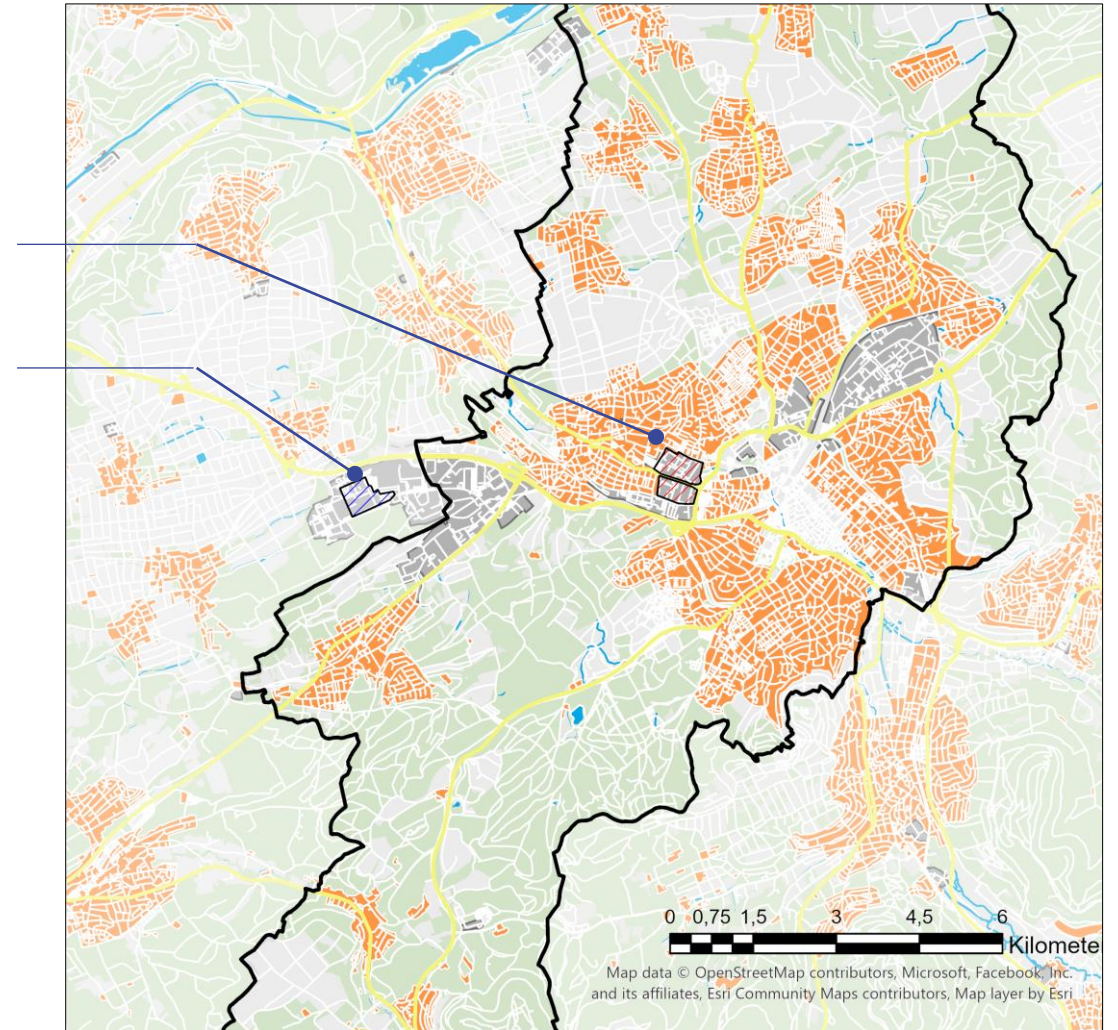 0 0,75 1,5 3 4,5 6
Kilomete
Map data © OpenStreetMap contributors, Microsoft, Facebook, Inc.
and its affiliates, Esri Community Maps contributors, Map layer by Esri